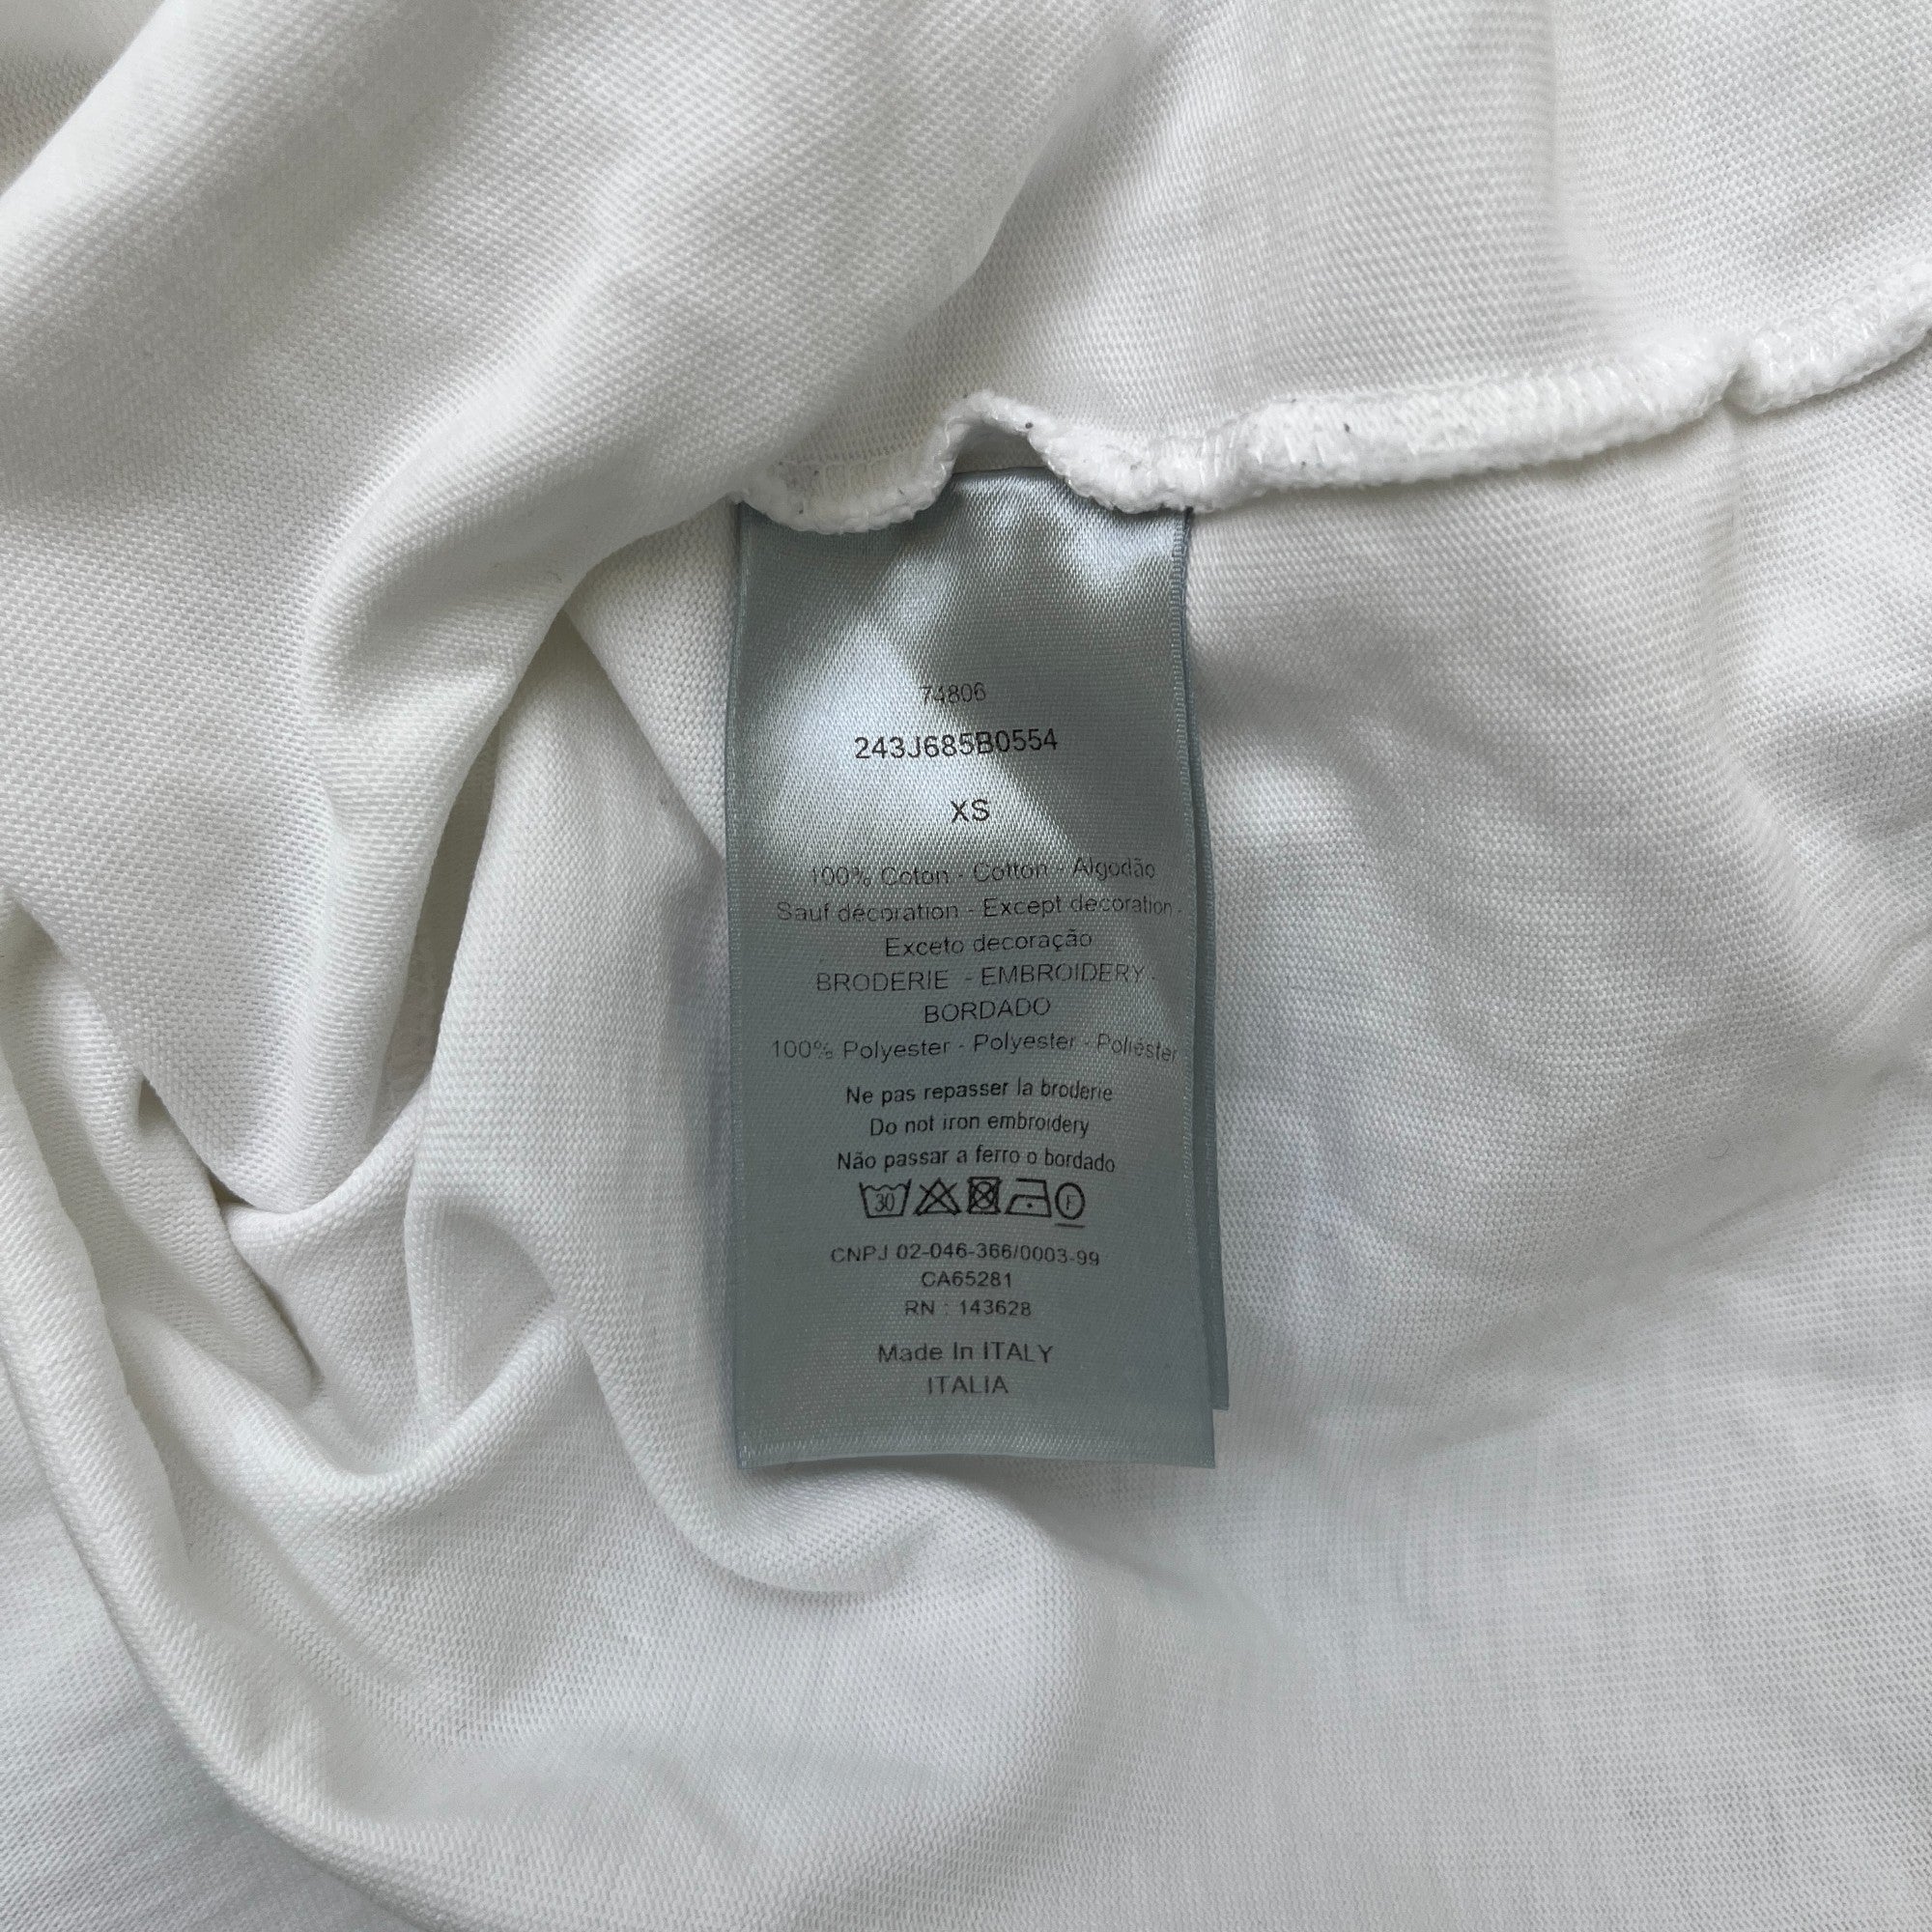 74806
243J685B0554
XS
100% Coton - Cotton - Algodão
Sauf décoration - Except decoration -
Exceto decoração
BRODERIE - EMBROIDERY -
BORDADO
100% Polyester - Polyester - Poliéster
Ne pas repasser la broderie
Do not iron embroidery
Não passar a ferro o bordado
30 F
CNPJ 02-046-366/0003-99
CA65281
RN : 143628
Made In ITALY
ITALIA